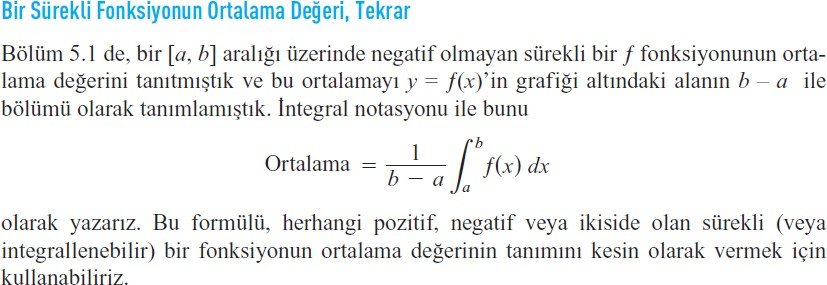 Bir Sürekli Fonksiyonun Ortalama Değeri, Tekrar
Bölüm 5.1 de, bir [a, b] aralığı üzerinde negatif olmayan sürekli bir f fonksiyonunun orta-
lama değerini tanıtmıştık ve bu ortalamayı y = f(x)'in grafiği altındaki alanın b – a ile
bölümü olarak tanımlamıştık. İntegral notasyonu ile bunu
Ortalama = \frac{1}{b - a} \int_a^b f(x) dx
olarak yazarız. Bu formülü, herhangi pozitif, negatif veya ikiside olan sürekli (veya
integrallenebilir) bir fonksiyonun ortalama değerinin tanımını kesin olarak vermek için
kullanabiliriz.